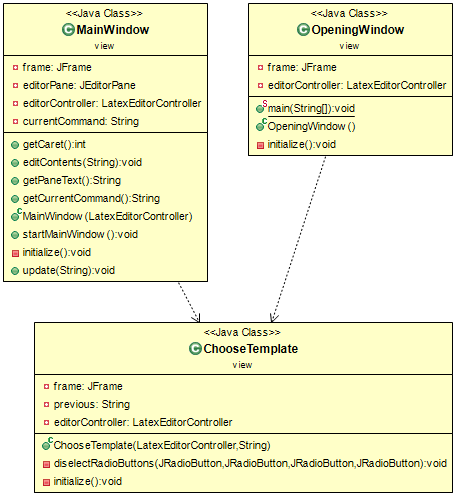 <<Java Class>>
MainWindow
view
frame: JFrame
editorPane: JEditorPane
editorController: LatexEditorController
currentCommand: String
getCaret():int
editContents(String):void
getPaneText():String
getCurrentCommand():String
MainWindow(LatexEditorController)
startMainWindow():void
initialize():void
update(String):void
<<Java Class>>
OpeningWindow
view
frame: JFrame
editorController: LatexEditorController
main(String[]):void
OpeningWindow()
initialize():void
<<Java Class>>
ChooseTemplate
view
frame: JFrame
previous: String
editorController: LatexEditorController
ChooseTemplate(LatexEditorController,String)
diselectRadioButtons(JRadioButton,JRadioButton,JRadioButton,JRadioButton):void
initialize():void